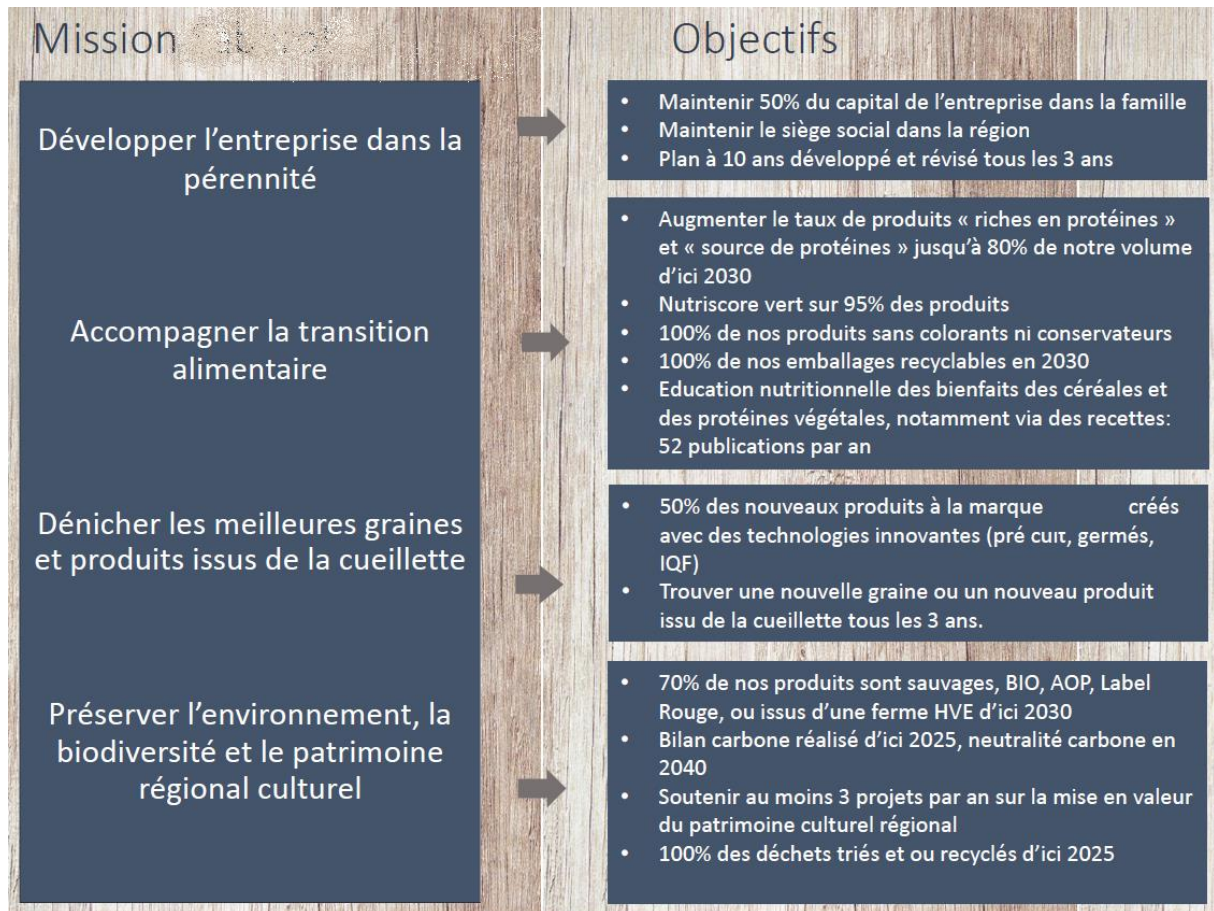 Mission
Objectifs
Développer l’entreprise dans la
pérennité
• Maintenir 50% du capital de l’entreprise dans la famille
• Maintenir le siège social dans la région
• Plan à 10 ans développé et révisé tous les 3 ans
Accompagner la transition
alimentaire
• Augmenter le taux de produits « riches en protéines »
et « source de protéines » jusqu’à 80% de notre volume
d’ici 2030
• Nutriscore vert sur 95% des produits
• 100% de nos produits sans colorants ni conservateurs
• 100% de nos emballages recyclables en 2030
• Education nutritionnelle des bienfaits des céréales et
des protéines végétales, notamment via des recettes:
52 publications par an
Dénicher les meilleures graines
et produits issus de la cueillette
• 50% des nouveaux produits à la marque créés
avec des technologies innovantes (pré cuit, germés,
IQF)
• Trouver une nouvelle graine ou un nouveau produit
issu de la cueillette tous les 3 ans.
Préserver l’environnement, la
biodiversité et le patrimoine
régional culturel
• 70% de nos produits sont sauvages, BIO, AOP, Label
Rouge, ou issus d’une ferme HVE d’ici 2030
• Bilan carbone réalisé d’ici 2025, neutralité carbone en
2040
• Soutenir au moins 3 projets par an sur la mise en valeur
du patrimoine culturel régional
• 100% des déchets triés et ou recyclés d’ici 2025